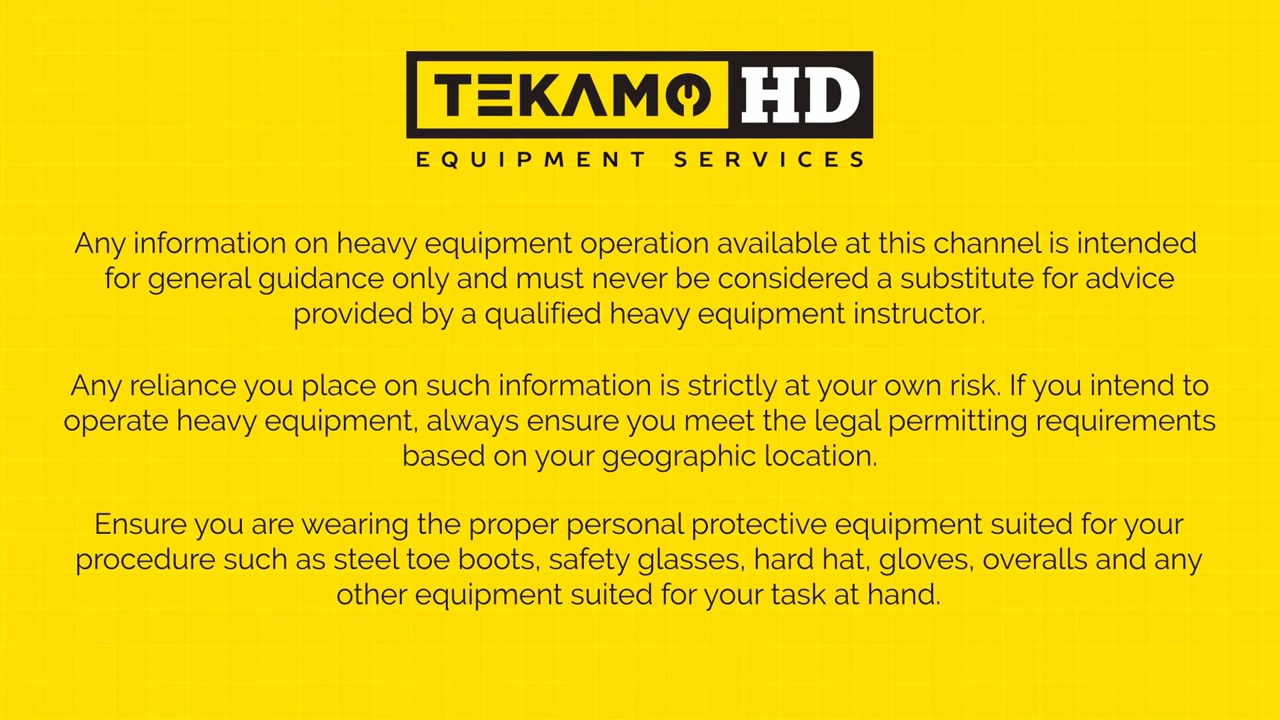 TEKAMO HD
EQUIPMENT SERVICES
Any information on heavy equipment operation available at this channel is intended
for general guidance only and must never be considered a substitute for advice
provided by a qualified heavy equipment instructor.
Any reliance you place on such information is strictly at your own risk. If you intend to
operate heavy equipment, always ensure you meet the legal permitting requirements
based on your geographic location.
Ensure you are wearing the proper personal protective equipment suited for your
procedure such as steel toe boots, safety glasses, hard hat, gloves, overalls and any
other equipment suited for your task at hand.